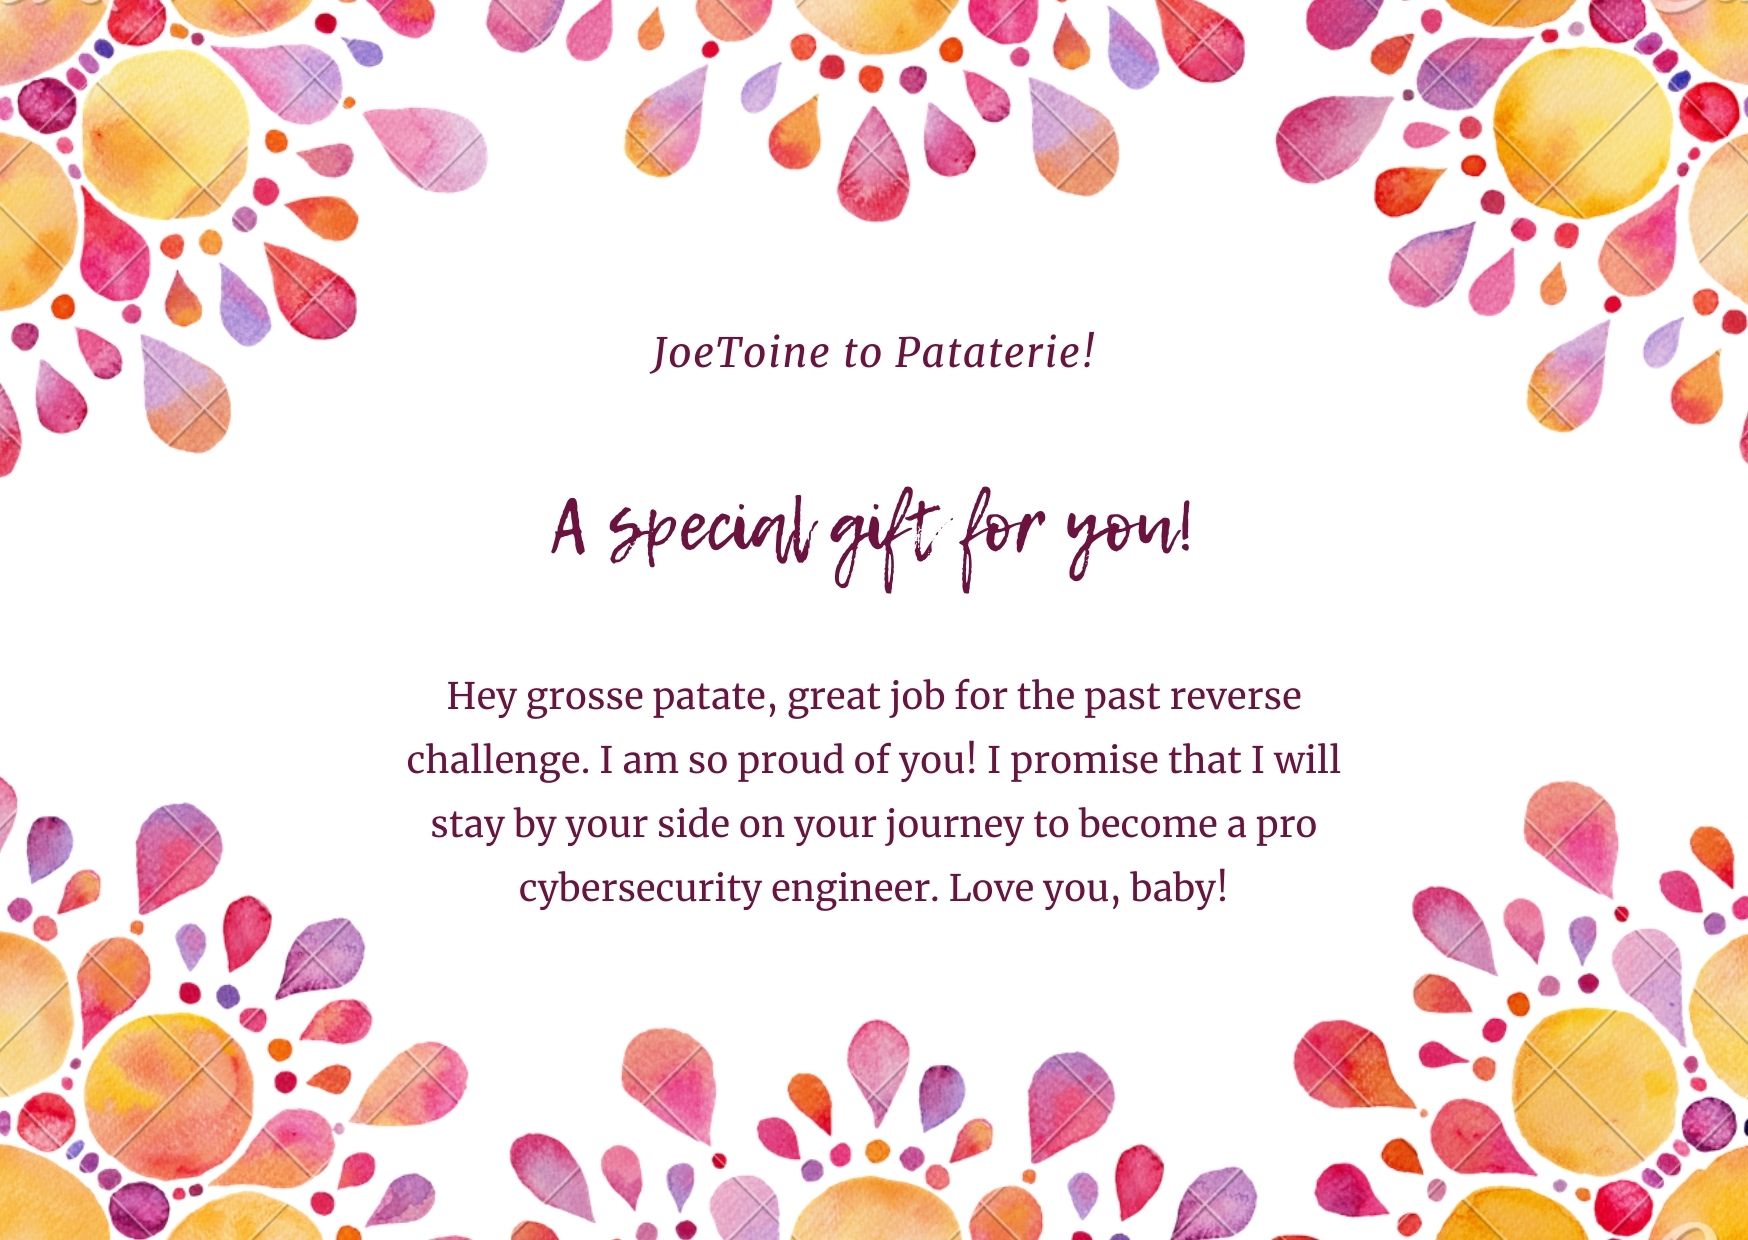 JoeToine to Pataterie!
A special gift for you!
Hey grosse patate, great job for the past reverse
challenge. I am so proud of you! I promise that I will
stay by your side on your journey to become a pro
cybersecurity engineer. Love you, baby!